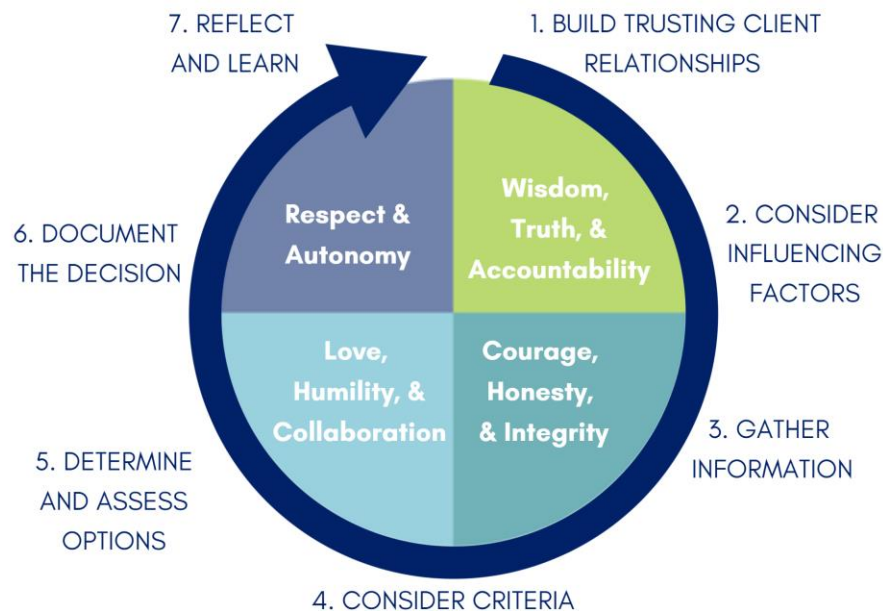 7. REFLECT
AND LEARN
1. BUILD TRUSTING CLIENT
RELATIONSHIPS
Respect &
Autonomy
Wisdom,
Truth, &
Accountability
6. DOCUMENT
THE DECISION
2. CONSIDER
INFLUENCING
FACTORS
Love,
Humility, &
Collaboration
Courage,
Honesty,
& Integrity
3. GATHER
INFORMATION
5. DETERMINE
AND ASSESS
OPTIONS
4. CONSIDER CRITERIA